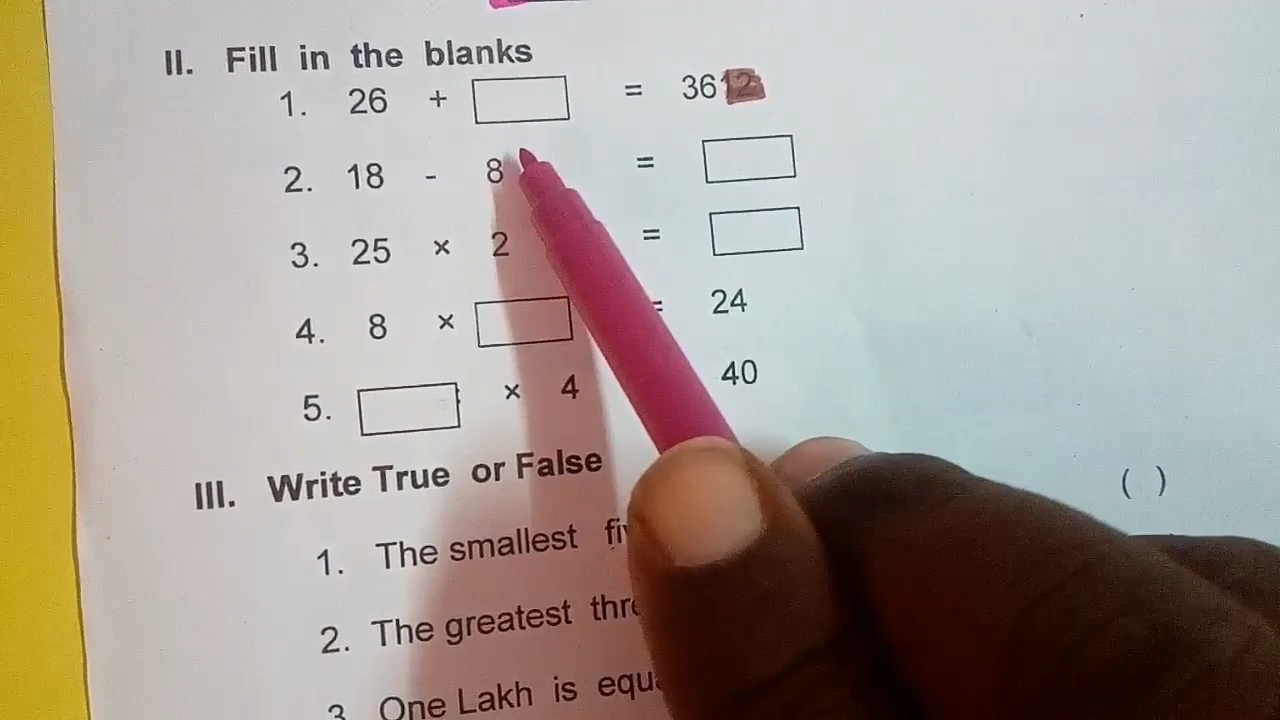 II. Fill in the blanks
1. 26 + = 3612
2. 18 - 8 =
3. 25 × 2 =
4. 8 × = 24
5. × 4 40
III. Write True or False ( )
1. The smallest
2. The greatest
3. One Lakh is